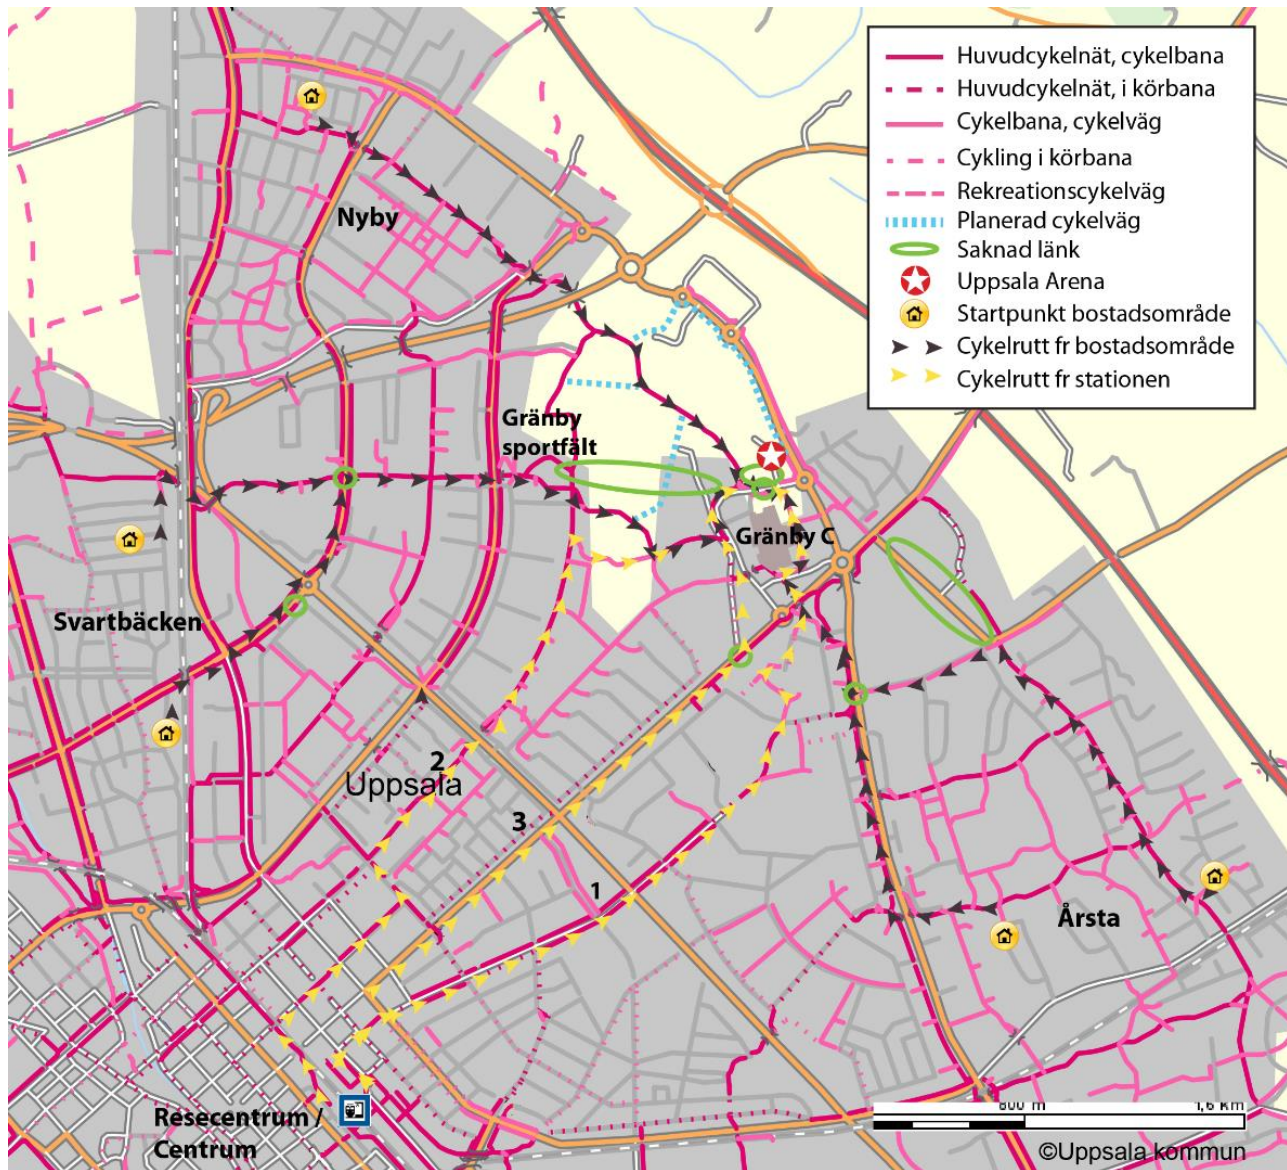 Huvudcykelnät, cykelbana
Huvudcykelnät, i körbana
Cykelbana, cykelväg
Cykling i körbana
Rekreationscykelväg
Planerad cykelväg
Saknad länk
Uppsala Arena
Startpunkt bostadsområde
Cykelrutt fr bostadsområde
Cykelrutt fr stationen
Nyby
Gränby
sportfält
Gränby C
Svartbäcken
2
Uppsala
3
1
Årsta
Resecentrum /
Centrum
800 m
1,6 km
©Uppsala kommun